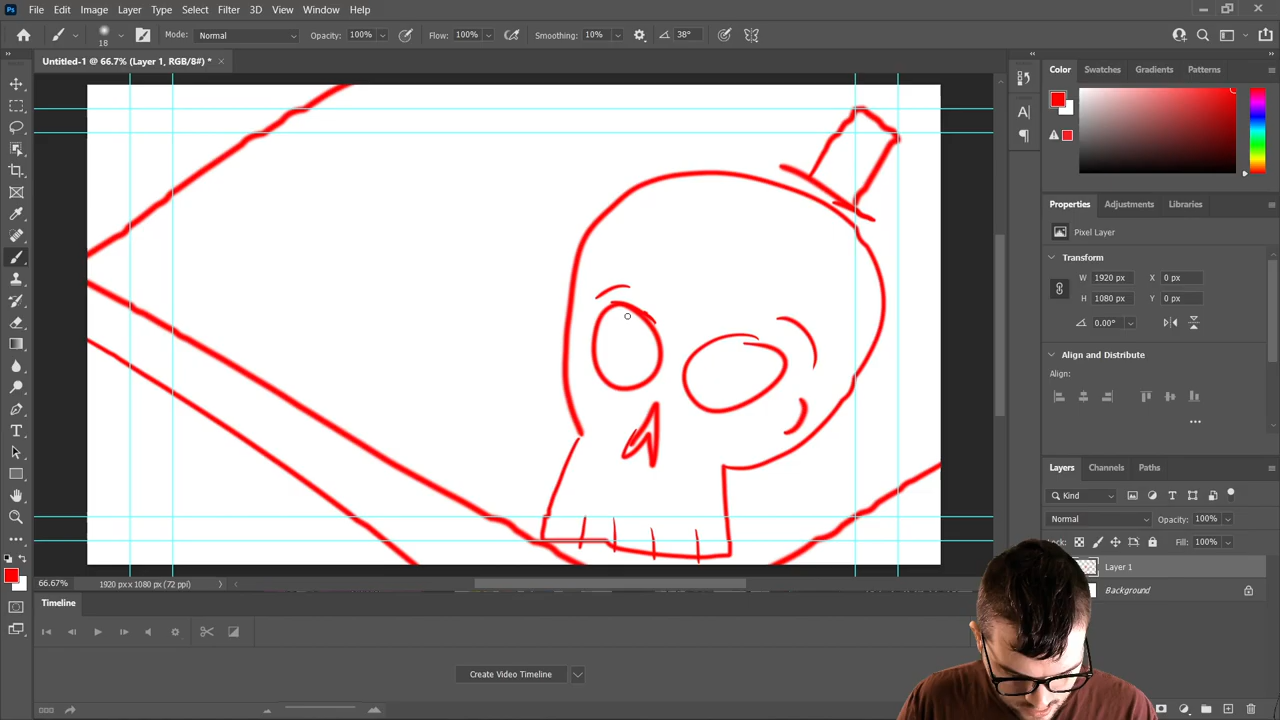 Ps File Edit Image Layer Type Select Filter 3D View Window Help
18 Mode: Normal Opacity: 100% Flow: 100% Smoothing: 10% 38°
Untitled-1 @ 66.7% (Layer 1, RGB/8#) * ×
Color Swatches Gradients Patterns
Properties Adjustments Libraries
Pixel Layer
Transform
W 1920 px X 0 px
H 1080 px Y 0 px
0.00°
Align and Distribute
Align:
Layers Channels Paths
Kind
Normal Opacity: 100%
Lock: Fill: 100%
Layer 1
Background
66.67% 1920 px x 1080 px (72 ppi)
Timeline
Create Video Timeline